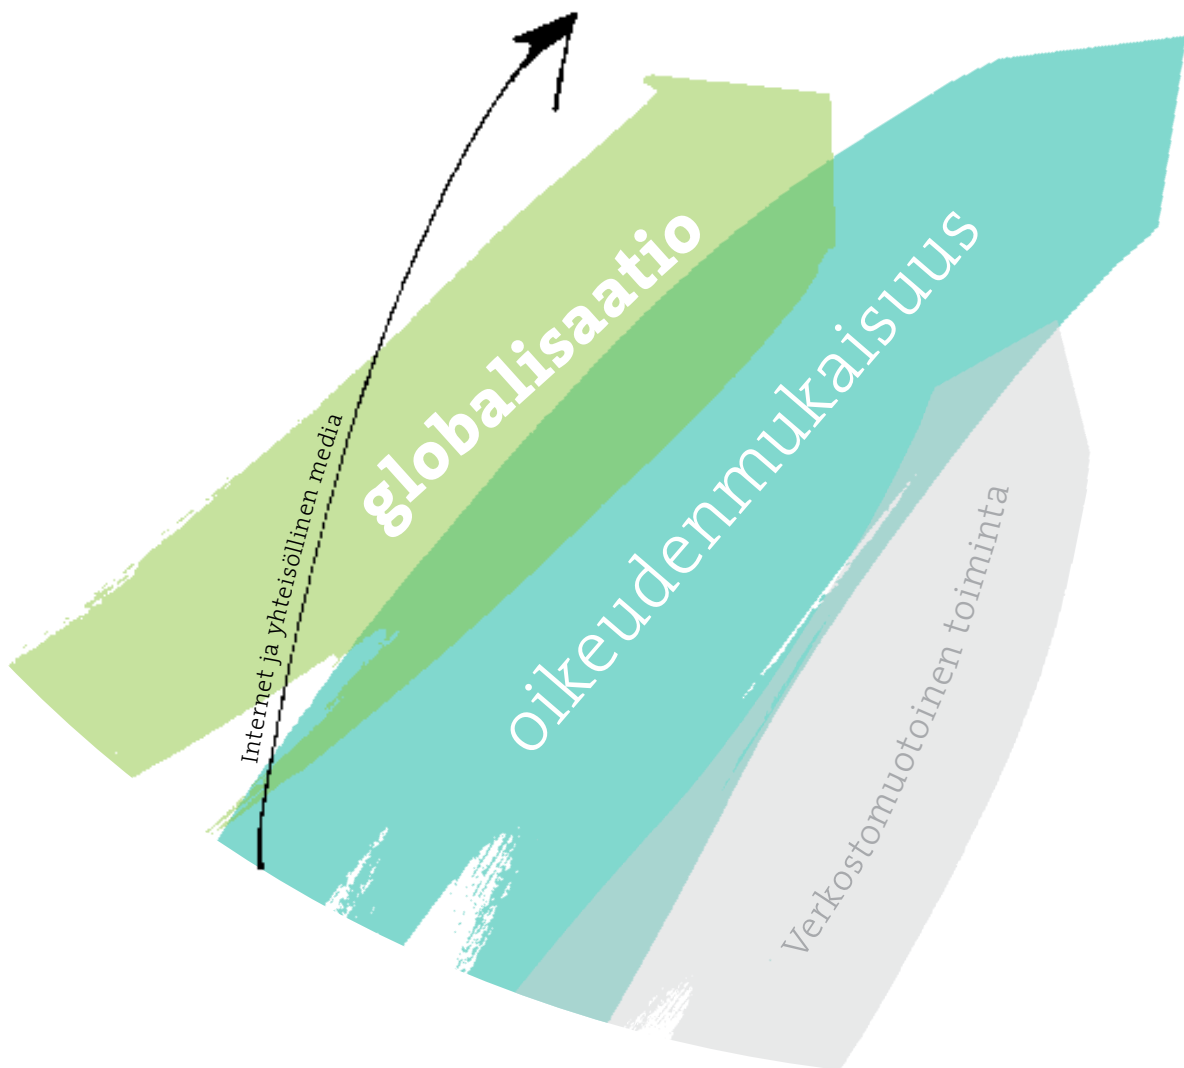 Internet ja yhteisöllinen media
globalisaatio
oikeudenmukaisuus
Verkostomuotoinen toiminta